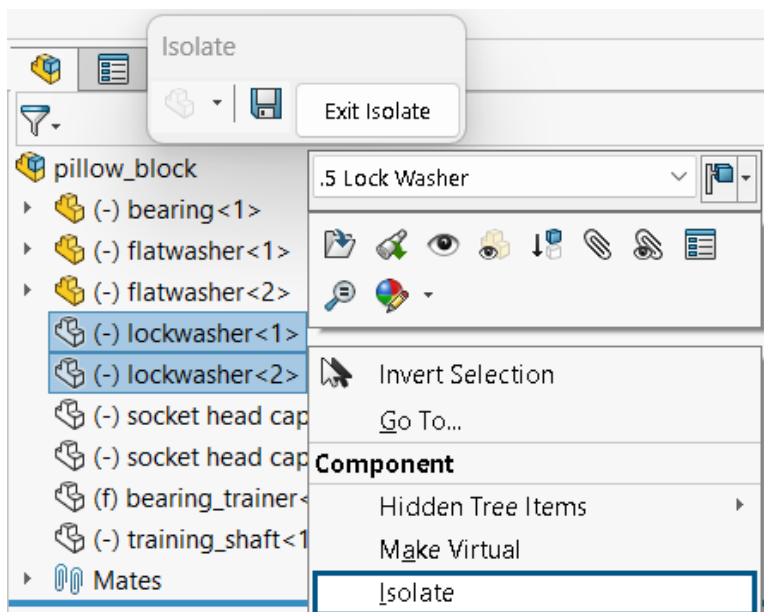 Isolate
Exit Isolate
pillow_block
(-) bearing<1>
(-) flatwasher<1>
(-) flatwasher<2>
(-) lockwasher<1>
(-) lockwasher<2>
(-) socket head cap
(-) socket head cap
(f) bearing_trainer<
(-) training_shaft<1
Mates
.5 Lock Washer
Invert Selection
Go To...
Component
Hidden Tree Items
Make Virtual
Isolate